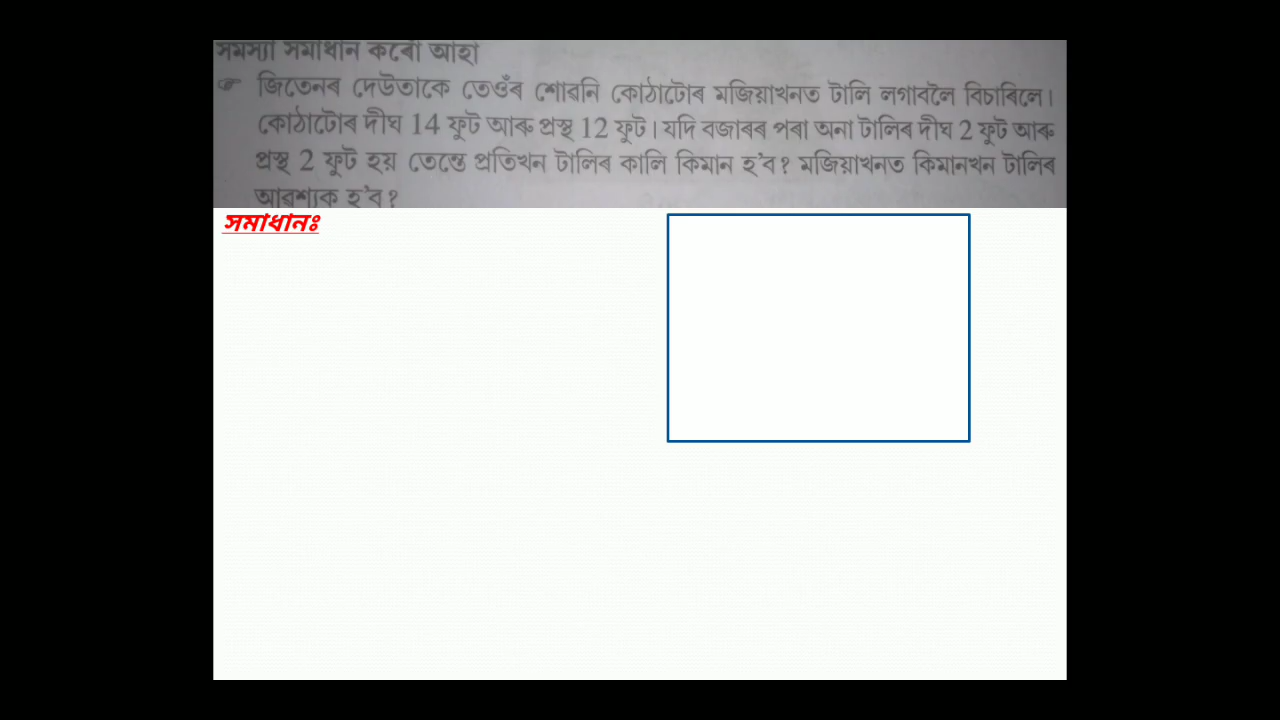 সমস্যা সমাধান কৰোঁ আহা
☞ জিতেনৰ দেউতাকে তেওঁৰ শোৱনি কোঠাটোৰ মজিয়াখনত টালি লগাবলৈ বিচাৰিলে।
কোঠাটোৰ দীঘ 14 ফুট আৰু প্ৰস্থ 12 ফুট। যদি বজাৰৰ পৰা অনা টালিৰ দীঘ 2 ফুট আৰু
প্ৰস্থ 2 ফুট হয় তেন্তে প্ৰতিখন টালিৰ কালি কিমান হ'ব? মজিয়াখনত কিমানখন টালিৰ
আৱশ্যক হ'ব?
সমাধানঃ